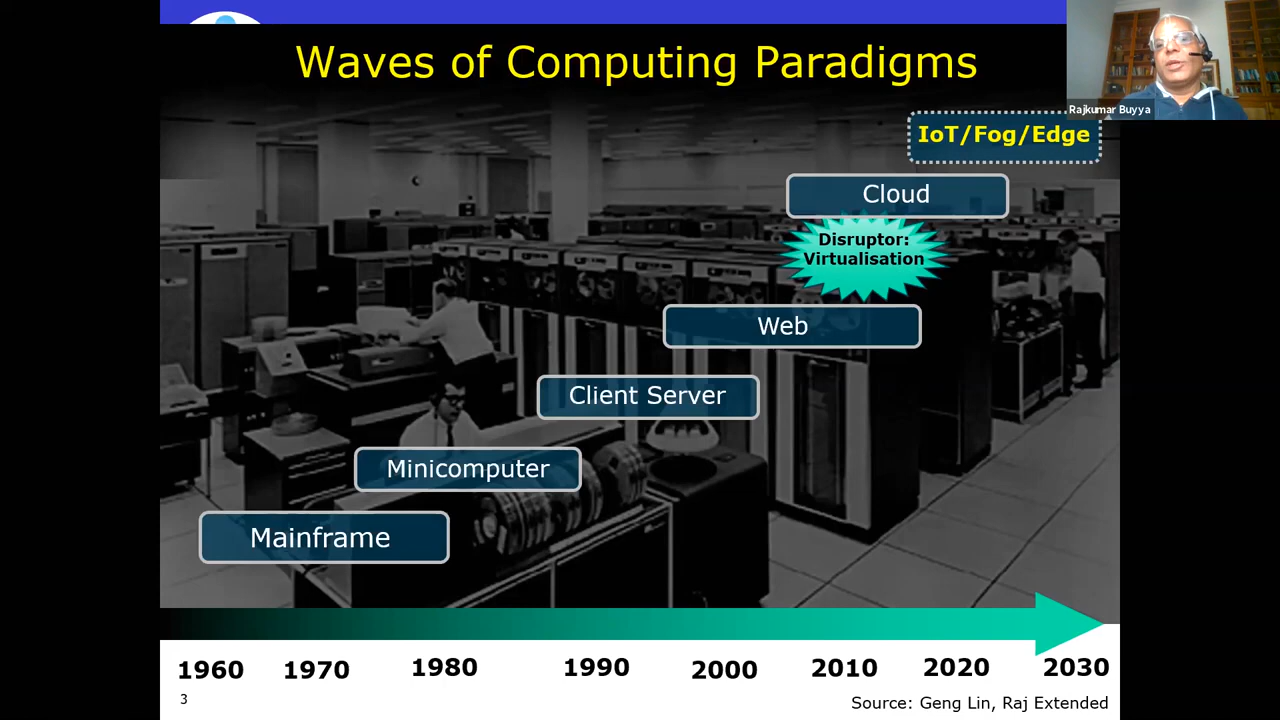 Waves of Computing Paradigms
Rajkumar Buyya
IoT/Fog/Edge
Cloud
Disruptor:
Virtualisation
Web
Client Server
Minicomputer
Mainframe
1960 1970 1980 1990 2000 2010 2020 2030
3
Source: Geng Lin, Raj Extended